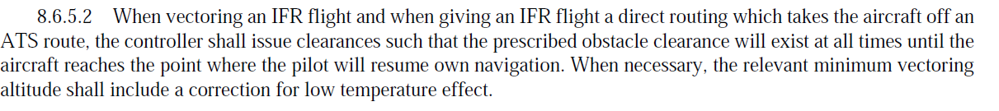 8.6.5.2 When vectoring an IFR flight and when giving an IFR flight a direct routing which takes the aircraft off an
ATS route, the controller shall issue clearances such that the prescribed obstacle clearance will exist at all times until the
aircraft reaches the point where the pilot will resume own navigation. When necessary, the relevant minimum vectoring
altitude shall include a correction for low temperature effect.